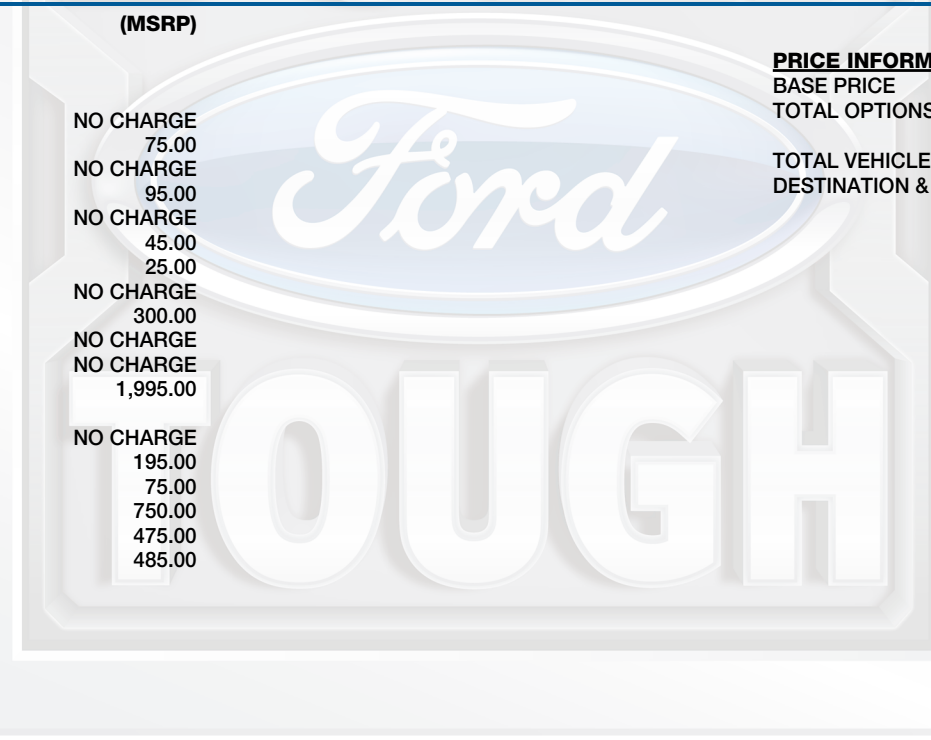 (MSRP)
NO CHARGE
75.00
NO CHARGE
95.00
NO CHARGE
45.00
25.00
NO CHARGE
300.00
NO CHARGE
NO CHARGE
1,995.00
NO CHARGE
195.00
75.00
750.00
475.00
485.00
PRICE INFORM
BASE PRICE
TOTAL OPTIONS
TOTAL VEHICLE
DESTINATION &
Ford
TOUGH